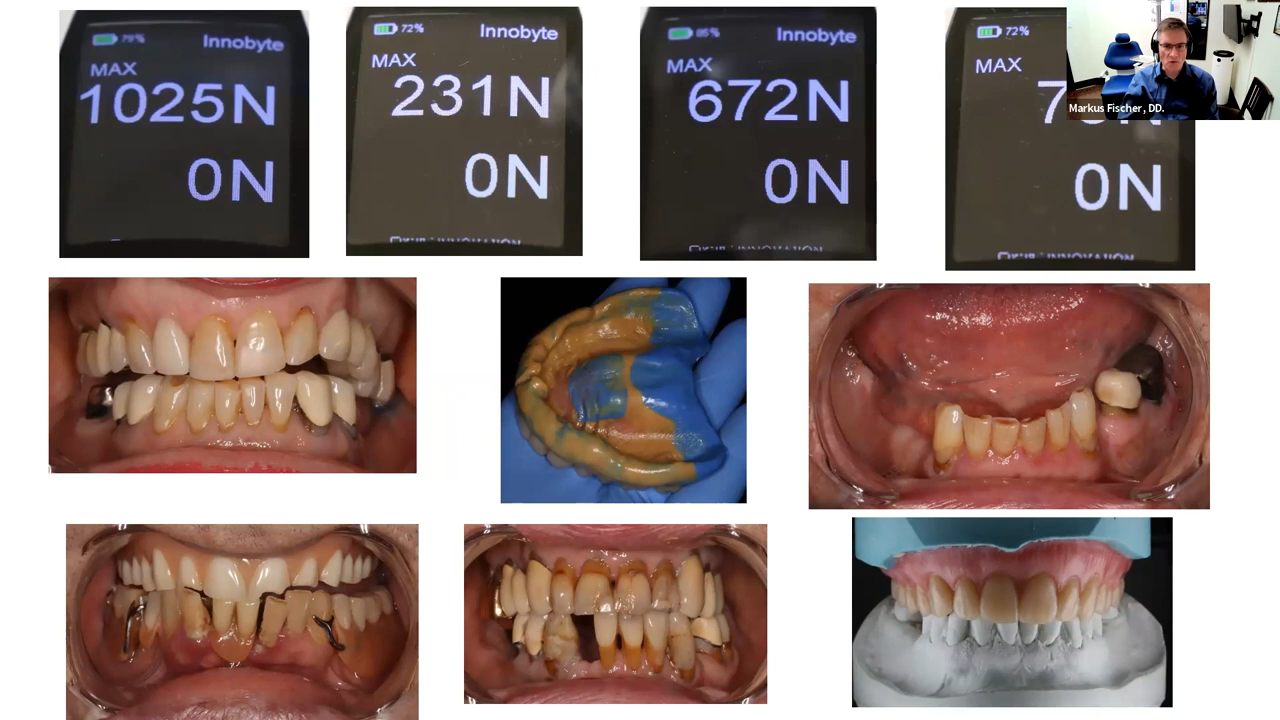 79% Innobyte
MAX
1025N
0N
72% Innobyte
MAX
231N
0N
Innobyte
MAX
672N
0N
72%
MAX
0N
Markus Fischer, DD.